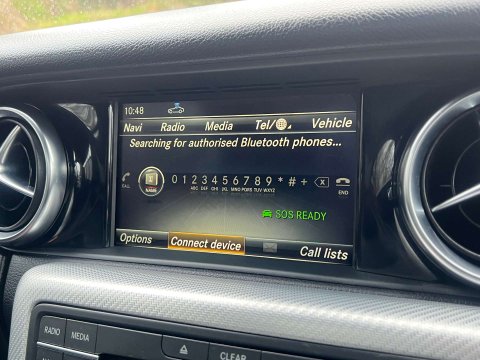 10:48
Navi Radio Media Tel/ Vehicle
Searching for authorised Bluetooth phones...
0 1 2 3 4 5 6 7 8 9 * # + X
ABC DEF GHI JKL MNO PQRS TUV WXYZ
CALL
NAME
END
SOS READY
Options Connect device Call lists
RADIO MEDIA
CLEAR